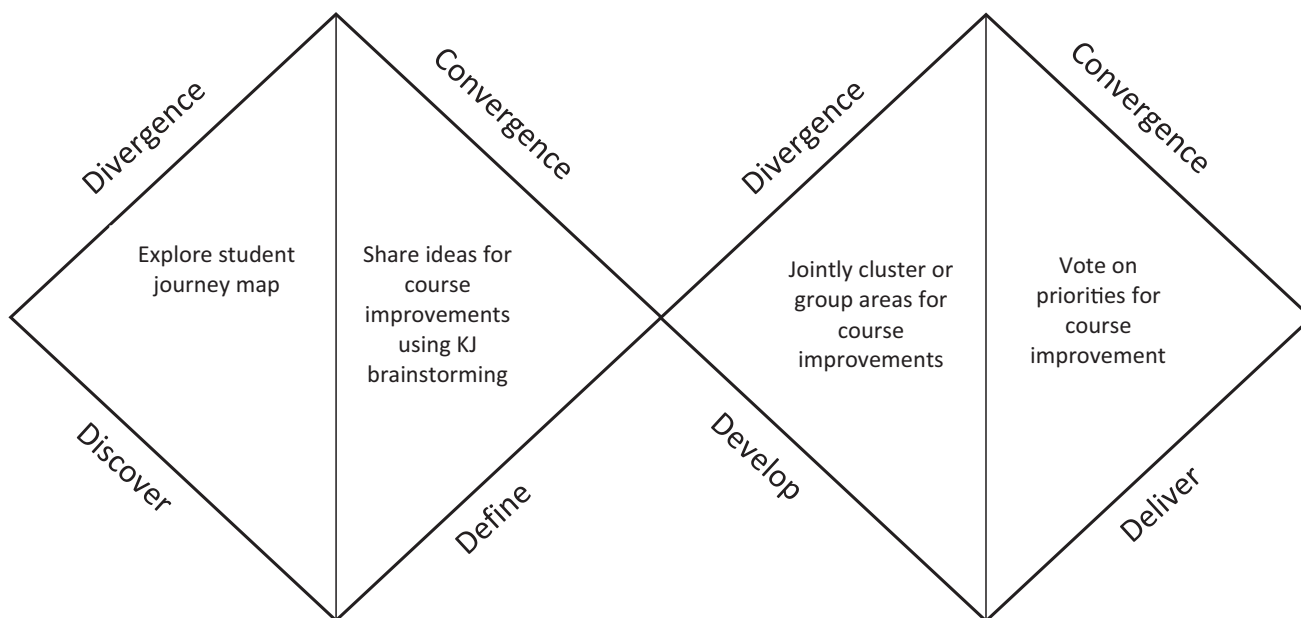 Divergence
Convergence
Divergence
Convergence
Explore student
journey map
Share ideas for
course
improvements
using KJ
brainstorming
Jointly cluster or
group areas for
course
improvements
Vote on
priorities for
course
improvement
Discover
Define
Develop
Deliver